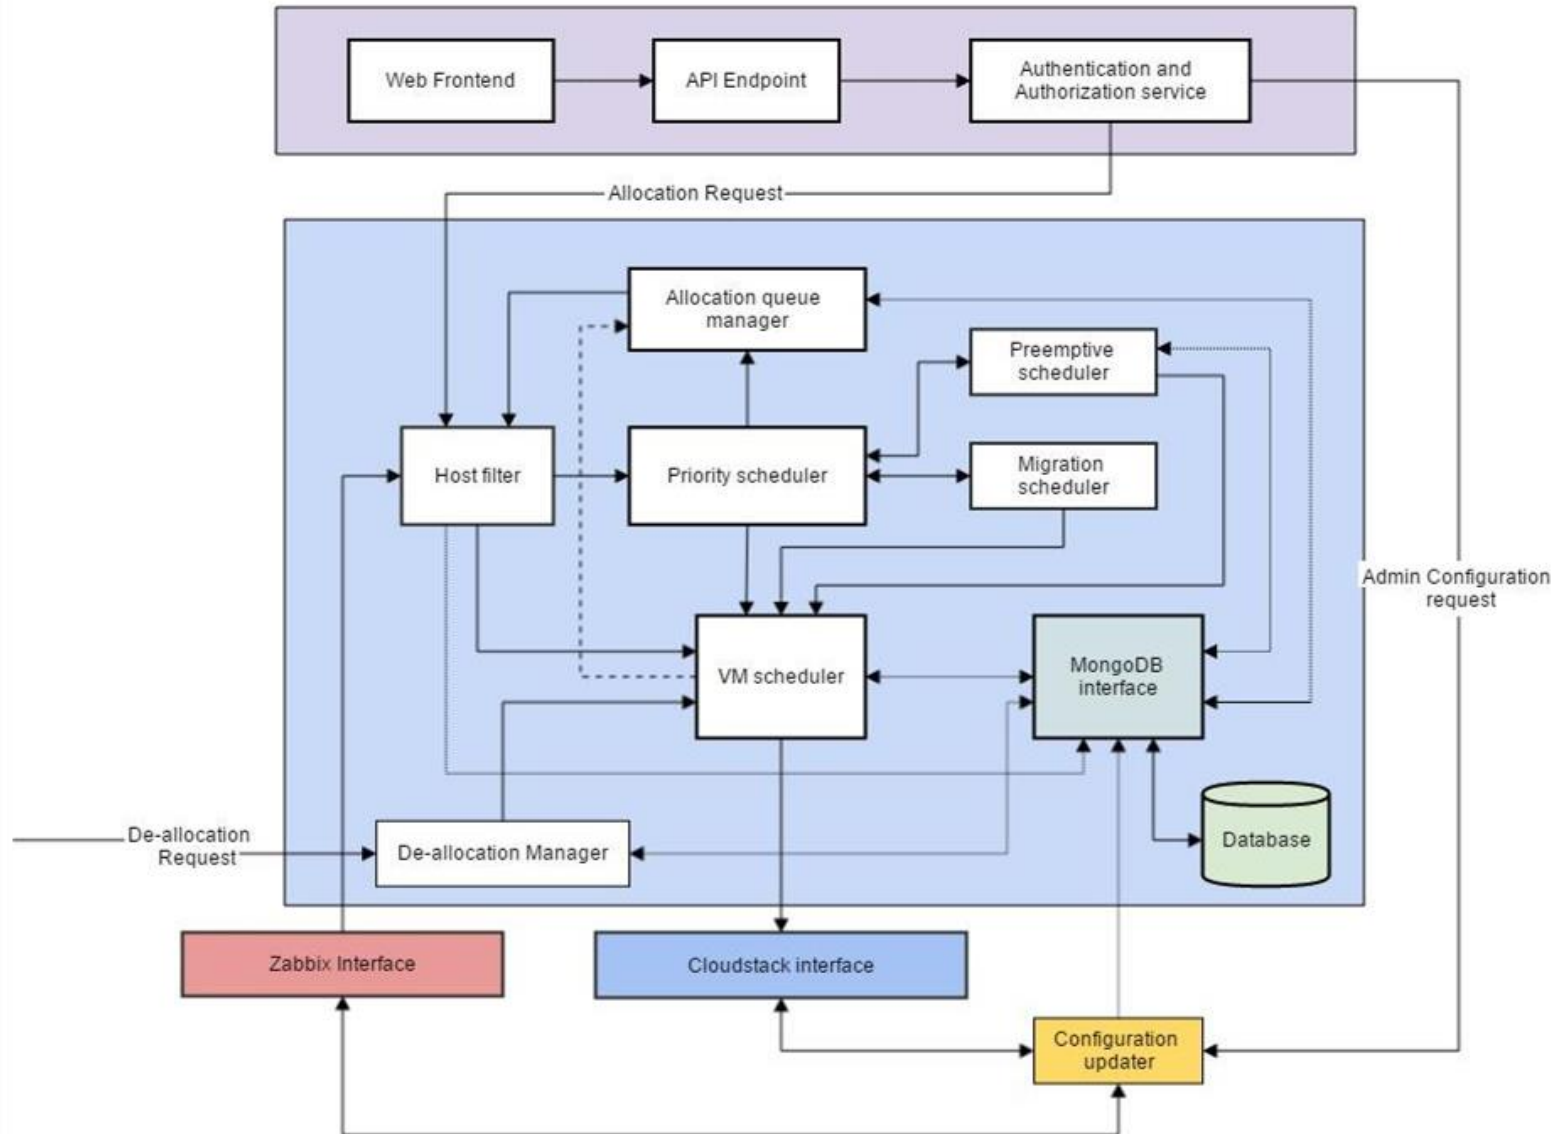 Web Frontend
API Endpoint
Authentication and
Authorization service
Allocation Request
Allocation queue
manager
Preemptive
scheduler
Host filter
Priority scheduler
Migration
scheduler
Admin Configuration
request
VM scheduler
MongoDB
interface
De-allocation
Request
De-allocation Manager
Database
Zabbix Interface
Cloudstack interface
Configuration
updater